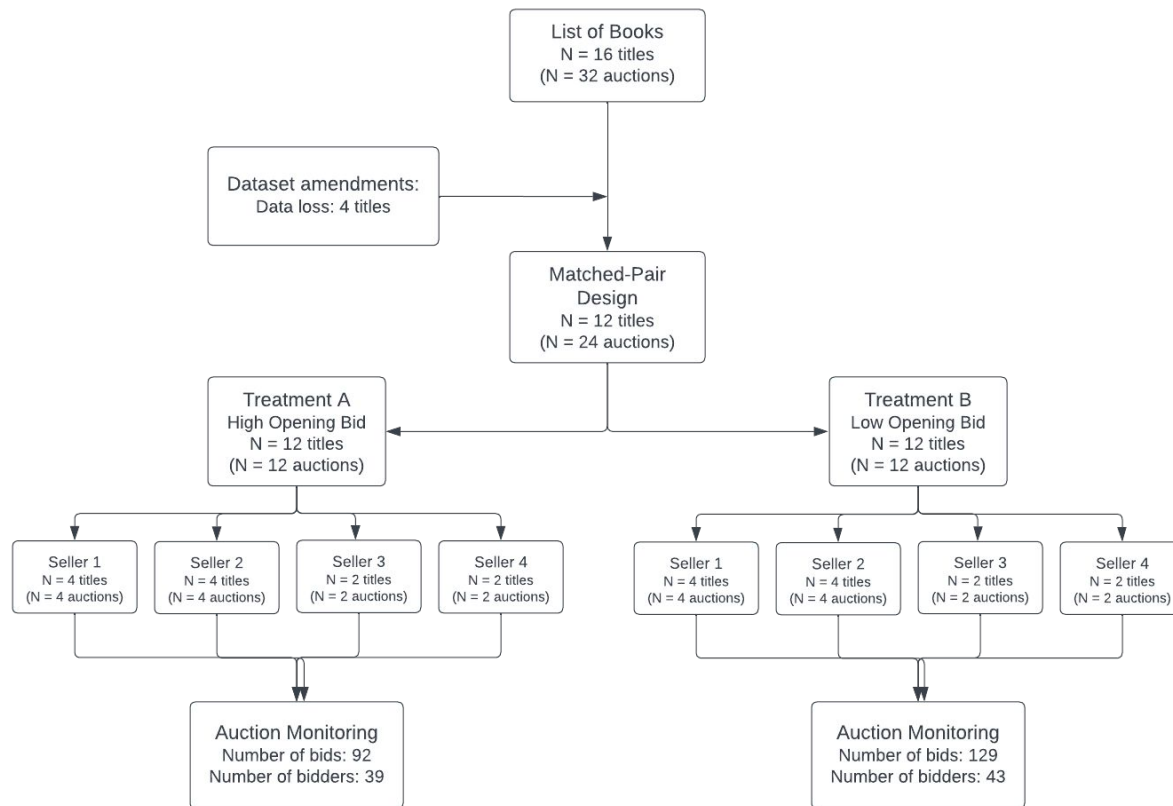 List of Books
N = 16 titles
(N = 32 auctions)
Dataset amendments:
Data loss: 4 titles
Matched-Pair
Design
N = 12 titles
(N = 24 auctions)
Treatment A
High Opening Bid
N = 12 titles
(N = 12 auctions)
Treatment B
Low Opening Bid
N = 12 titles
(N = 12 auctions)
Seller 1
N = 4 titles
(N = 4 auctions)
Seller 2
N = 4 titles
(N = 4 auctions)
Seller 3
N = 2 titles
(N = 2 auctions)
Seller 4
N = 2 titles
(N = 2 auctions)
Seller 1
N = 4 titles
(N = 4 auctions)
Seller 2
N = 4 titles
(N = 4 auctions)
Seller 3
N = 2 titles
(N = 2 auctions)
Seller 4
N = 2 titles
(N = 2 auctions)
Auction Monitoring
Number of bids: 92
Number of bidders: 39
Auction Monitoring
Number of bids: 129
Number of bidders: 43